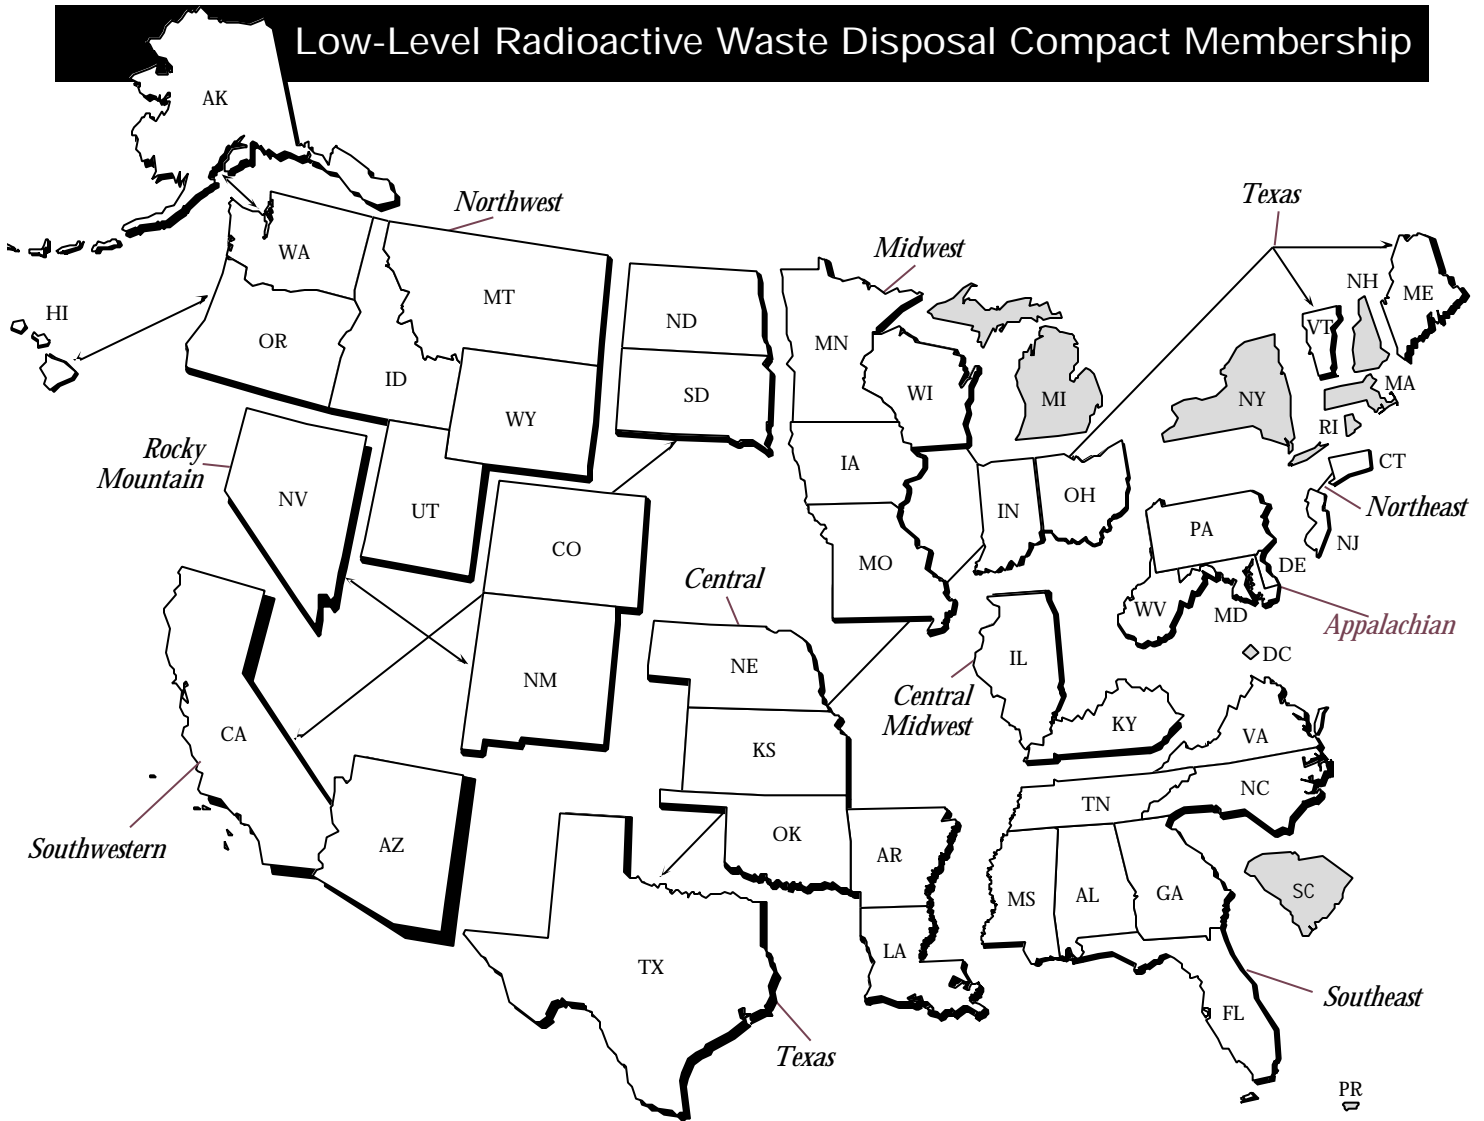 Low-Level Radioactive Waste Disposal Compact Membership
AK
Northwest
Texas
Midwest
WA
MT
HI
OR
ID
WY
ND
SD
MN
WI
MI
NH
ME
VT
NY
MA
RI
CT
Northeast
NJ
Rocky
Mountain
NV
UT
CO
IA
MO
IN
OH
PA
DE
WV
MD
Appalachian
DC
Central
NE
IL
Central
Midwest
KY
VA
CA
NM
KS
TN
NC
Southwestern
AZ
OK
AR
MS
AL
GA
SC
TX
LA
Southeast
FL
Texas
PR